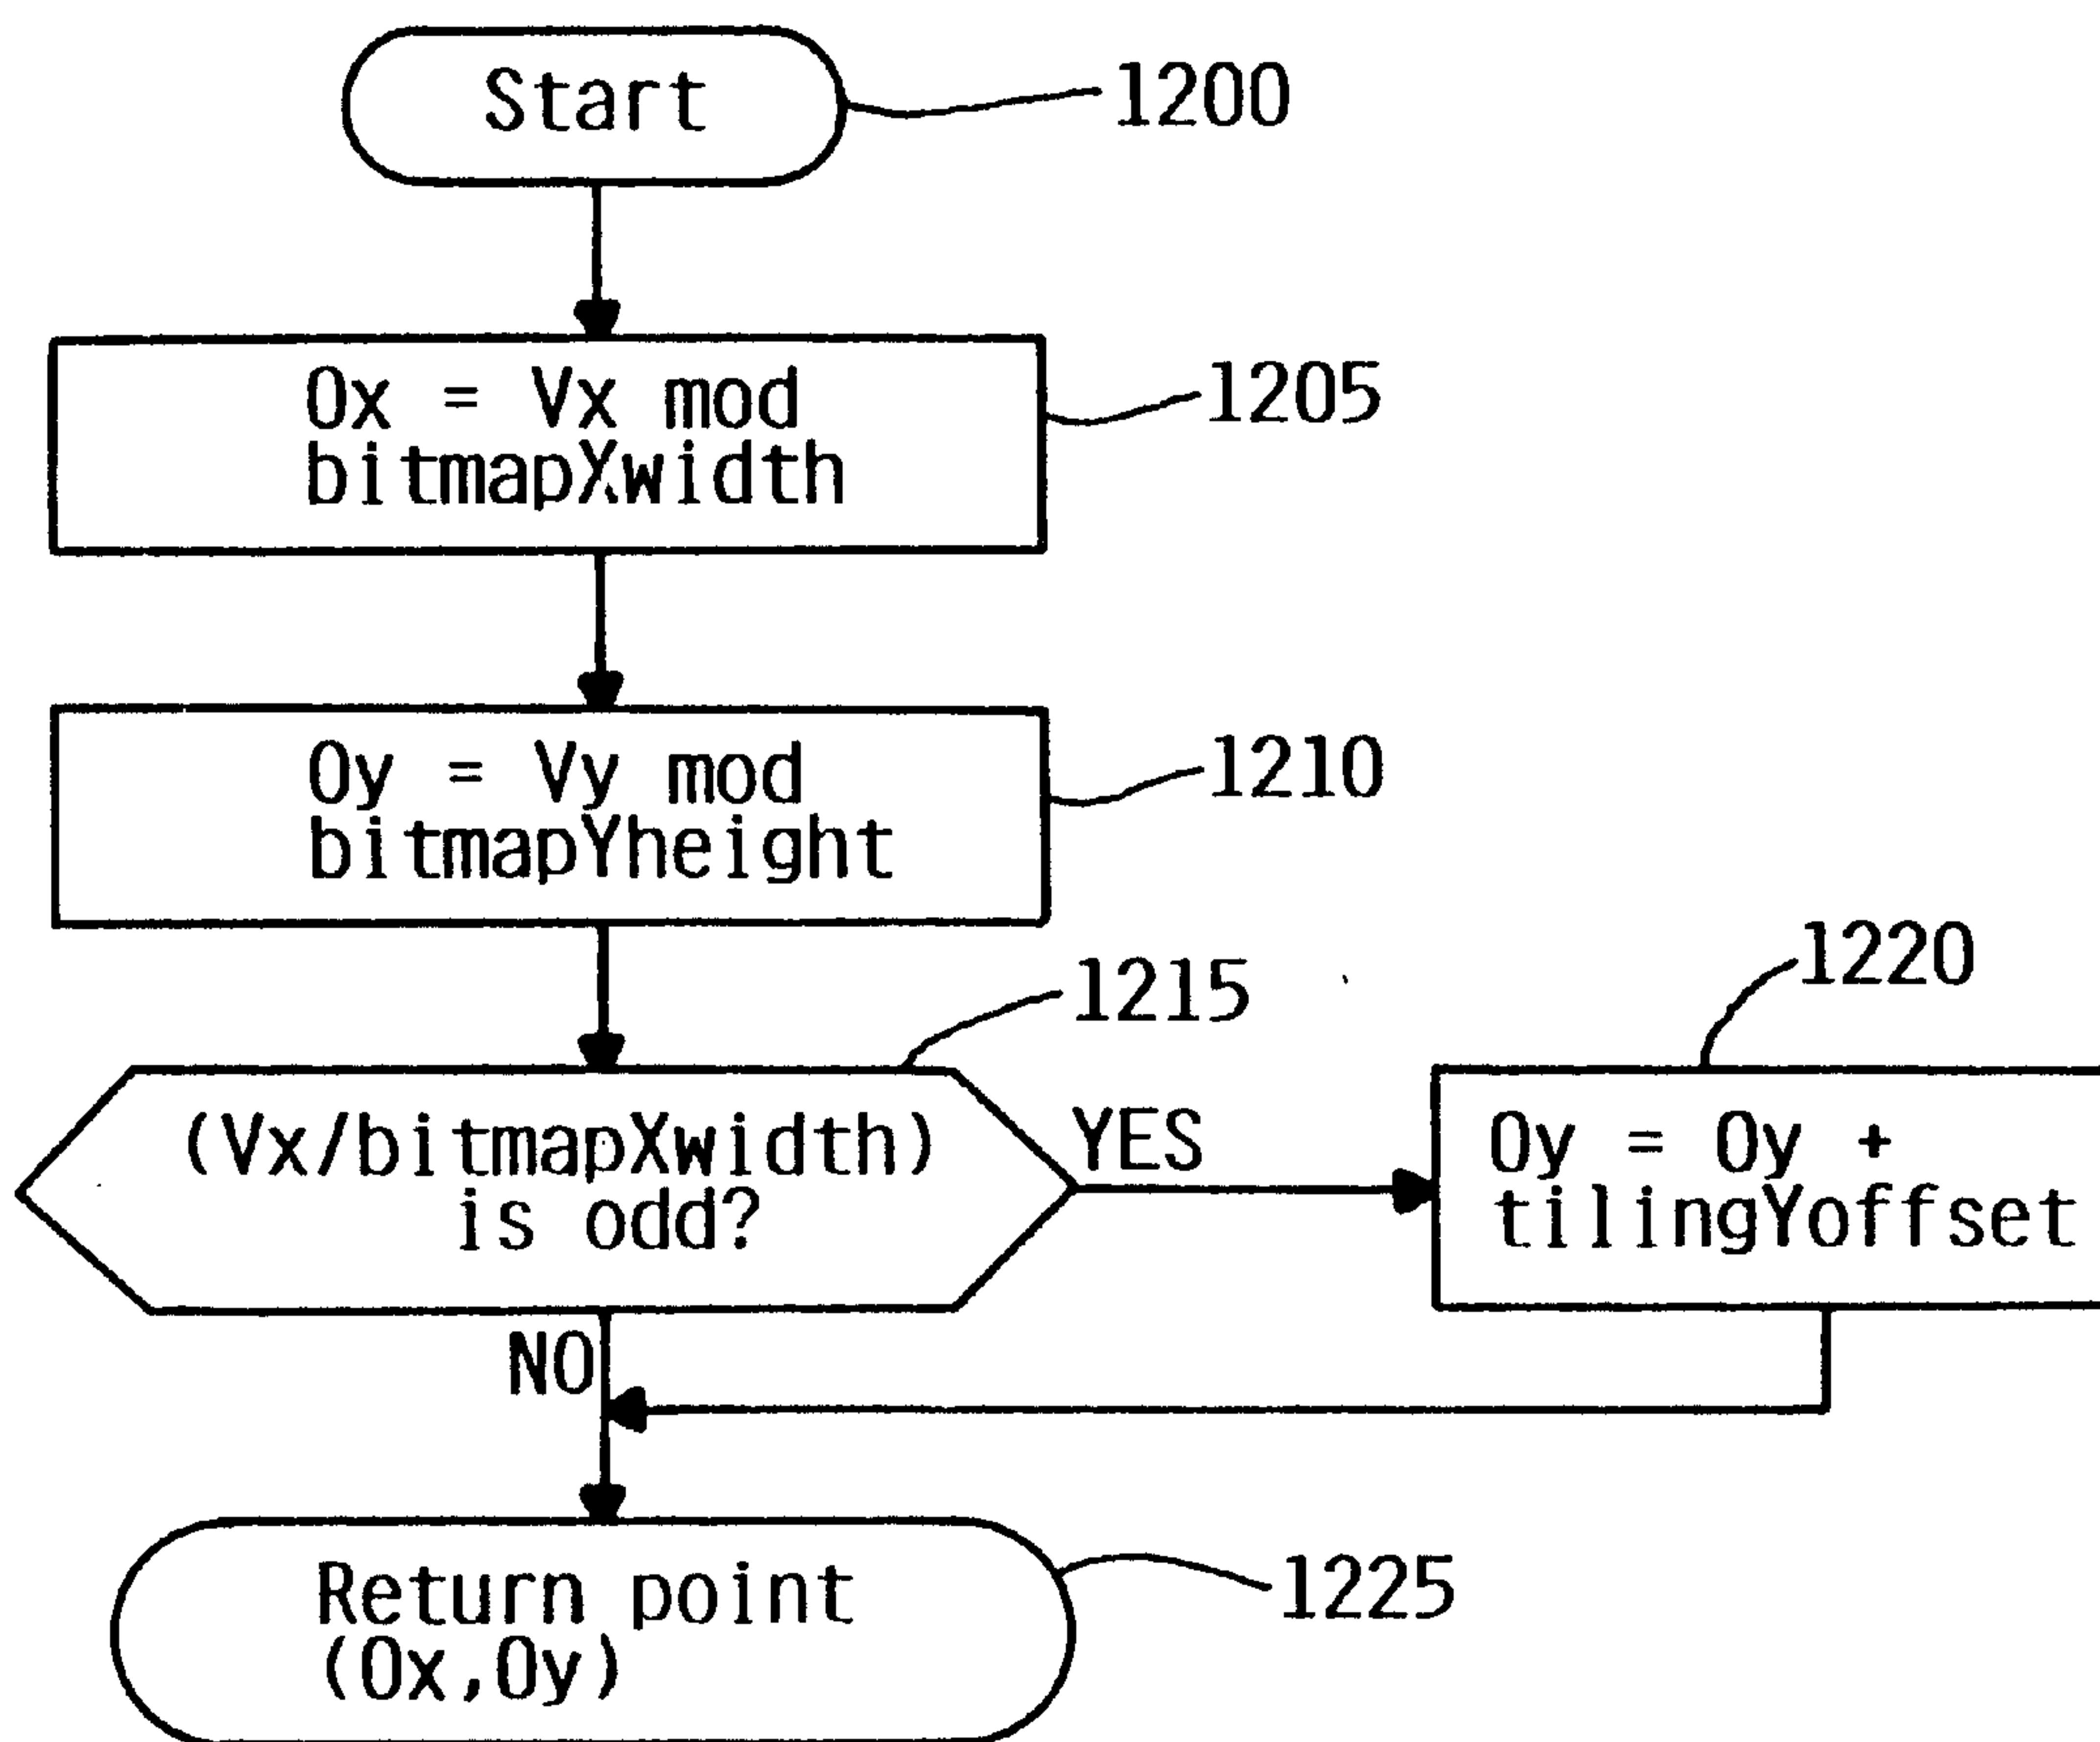 Start
1200
Ox = Vx mod
bitmapXwidth
1205
Oy = Vy mod
bitmapYheight
1210
1215
1220
(Vx/bitmapXwidth)
is odd?
YES
Oy = Oy +
tilingYoffset
NO
Return point
(Ox,Oy)
1225